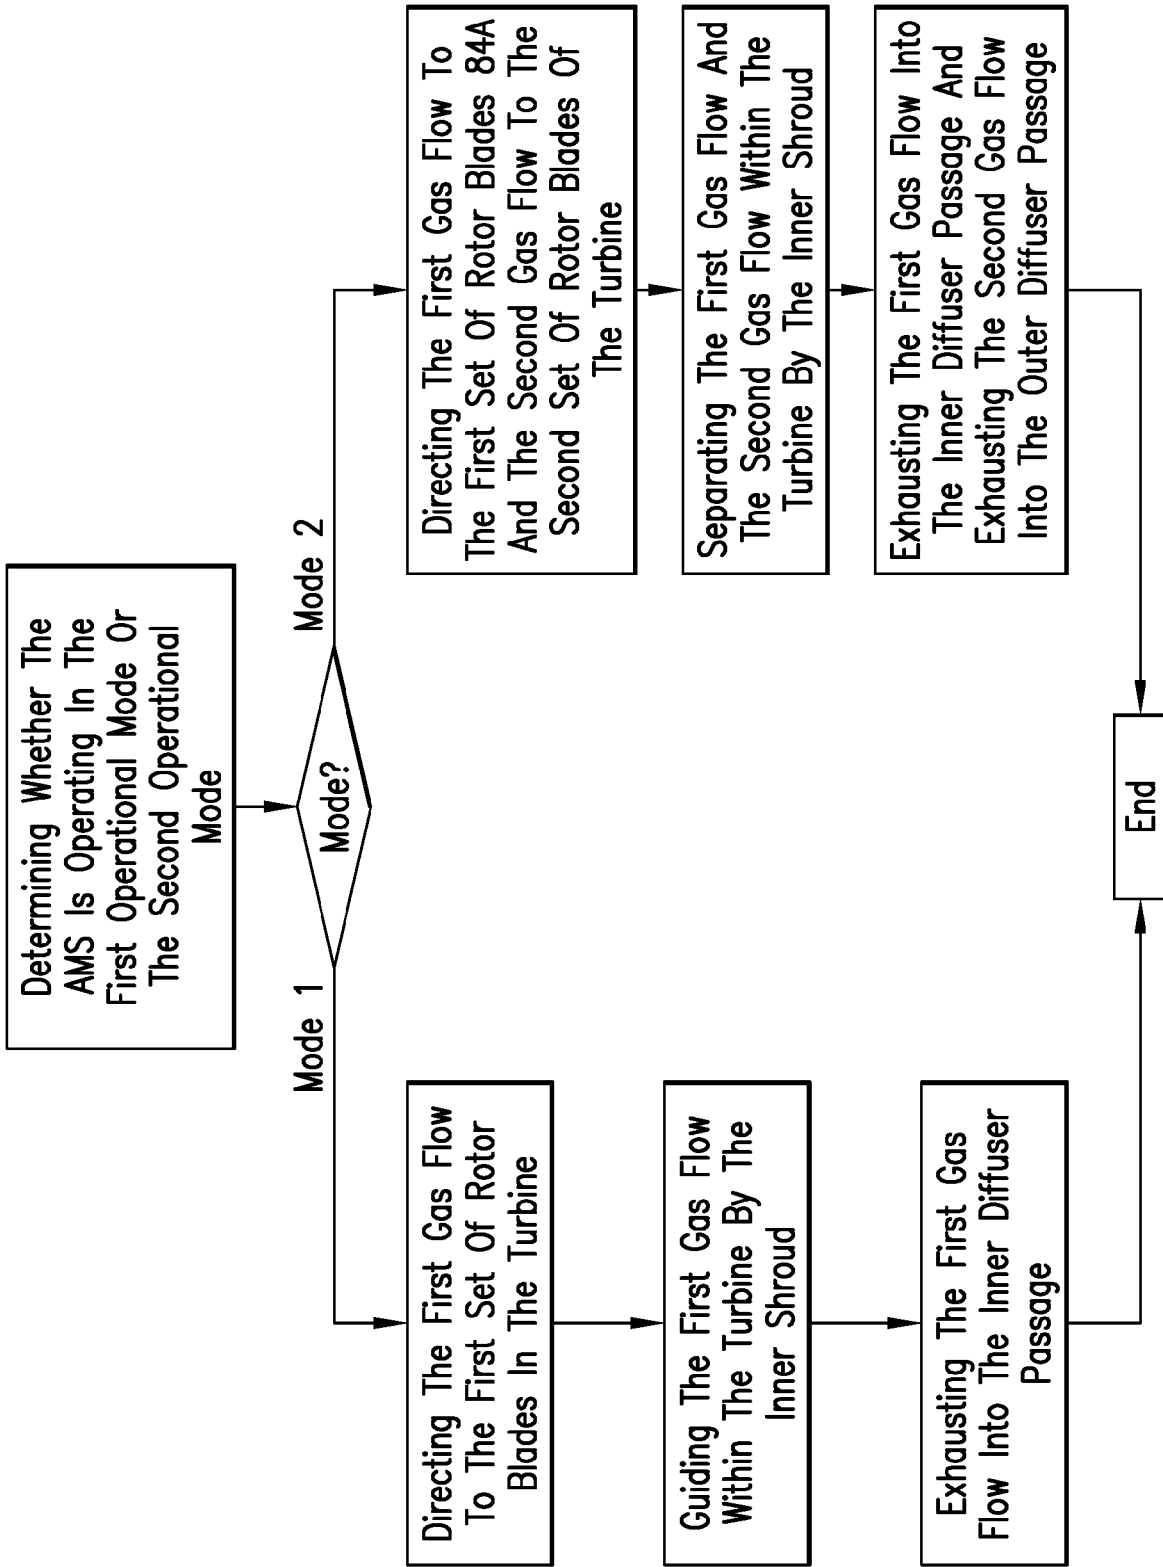 Determining Whether The
AMS Is Operating In The
First Operational Mode Or
The Second Operational
Mode
Mode?
Mode 1
Mode 2
Directing The First Gas Flow
To The First Set Of Rotor
Blades In The Turbine
Guiding The First Gas Flow
Within The Turbine By The
Inner Shroud
Exhausting The First Gas
Flow Into The Inner Diffuser
Passage
Directing The First Gas Flow To
The First Set Of Rotor Blades 84A
And The Second Gas Flow To The
Second Set Of Rotor Blades Of
The Turbine
Separating The First Gas Flow And
The Second Gas Flow Within The
Turbine By The Inner Shroud
Exhausting The First Gas Flow Into
The Inner Diffuser Passage And
Exhausting The Second Gas Flow
Into The Outer Diffuser Passage
End